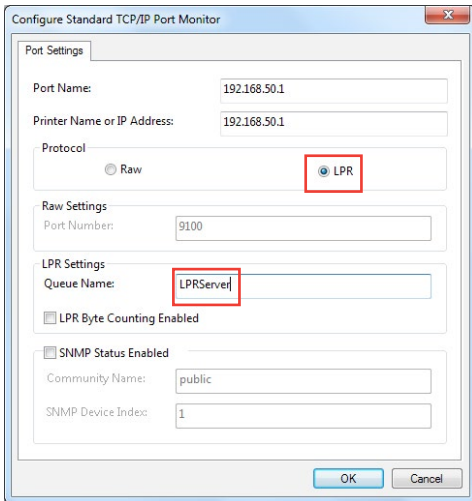 Configure Standard TCP/IP Port Monitor
Port Settings
Port Name: 192.168.50.1
Printer Name or IP Address: 192.168.50.1
Protocol
Raw LPR
Raw Settings
Port Number: 9100
LPR Settings
Queue Name: LPRServer
LPR Byte Counting Enabled
SNMP Status Enabled
Community Name: public
SNMP Device Index: 1
OK Cancel